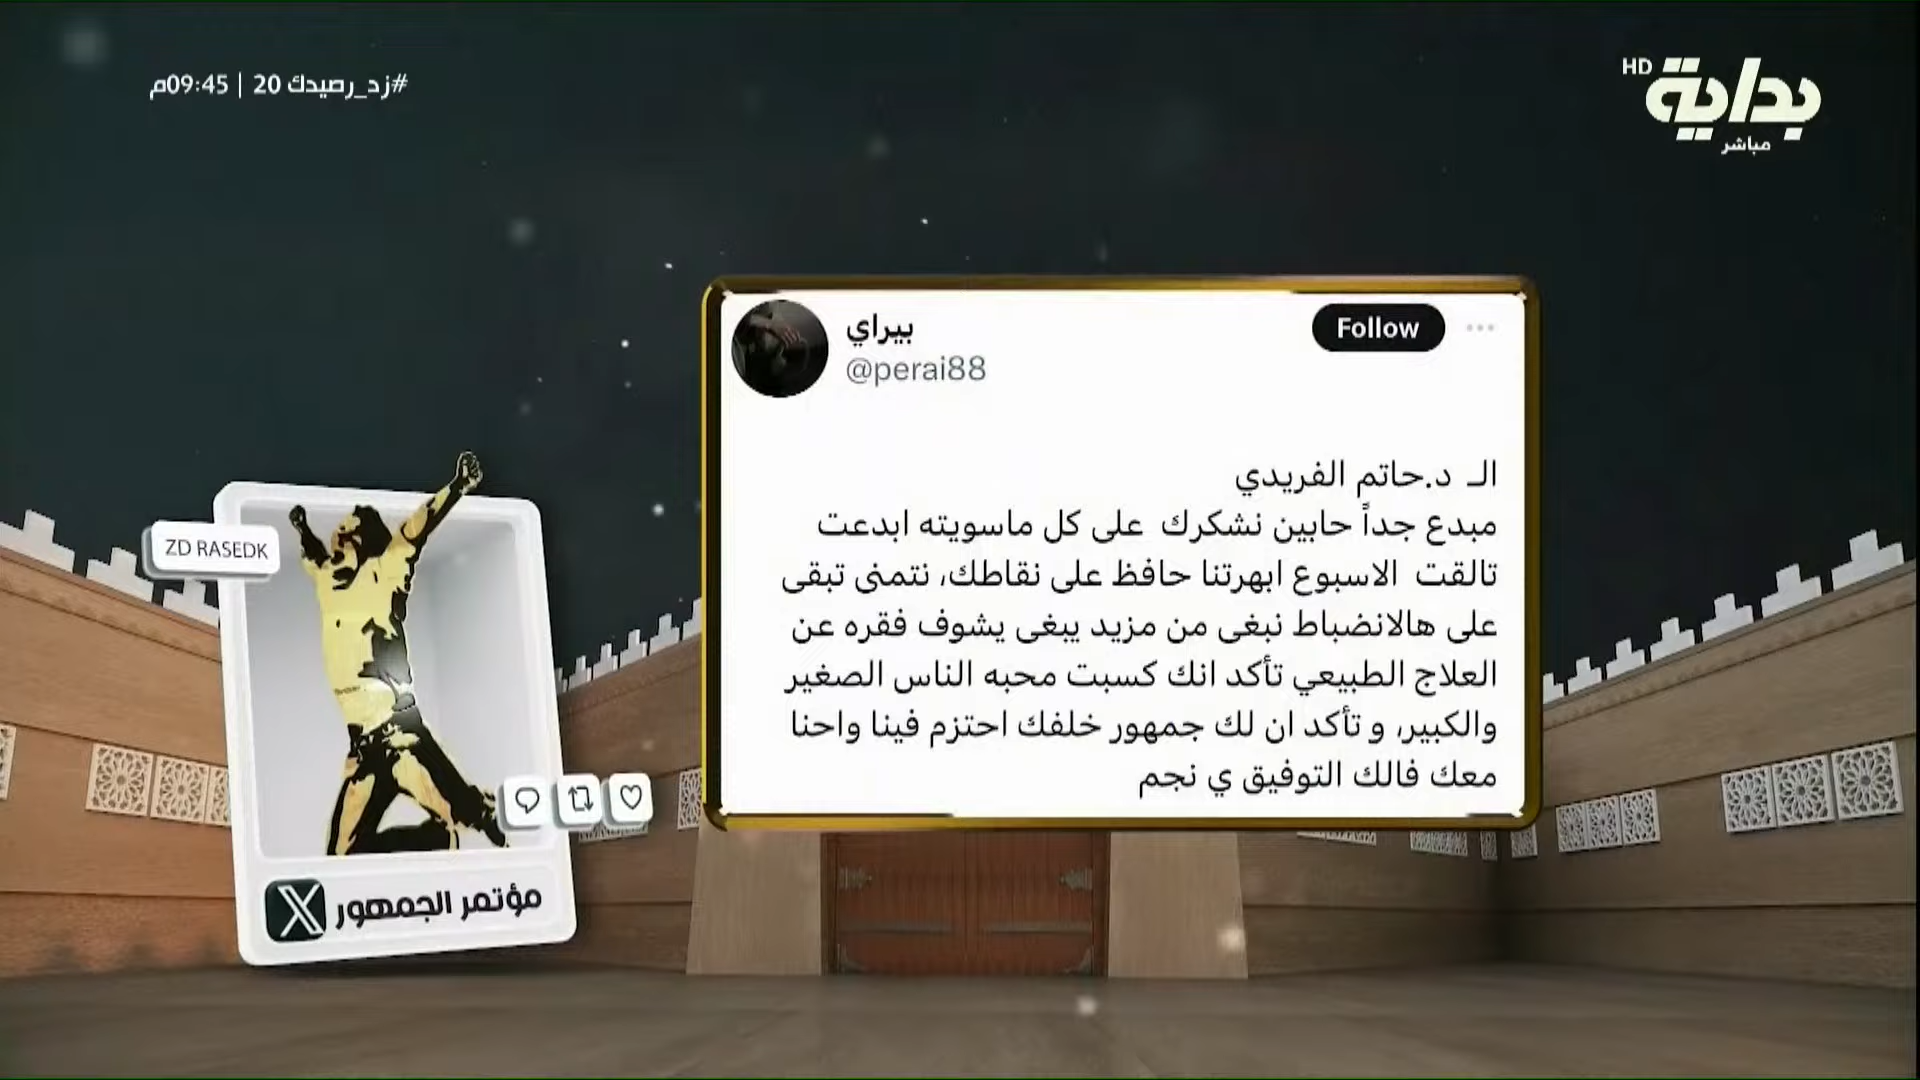 #زد_رصيدك 20 | 09:45م
HD
بداية
مباشر
بيراي
@perai88
Follow
الـ د.حاتم الفريدي
مبدع جداً حابين نشكرك على كل ماسويته ابدعت
تالقت الاسبوع ابهرتنا حافظ على نقاطك، نتمنى تبقى
على هالانضباط نبغى من مزيد يبغى يشوف فقره عن
العلاج الطبيعي تأكد انك كسبت محبه الناس الصغير
والكبير، و تأكد ان لك جمهور خلفك احتزم فينا واحنا
معك فالك التوفيق ي نجم
ZD RASEDK
مؤتمر الجمهور X